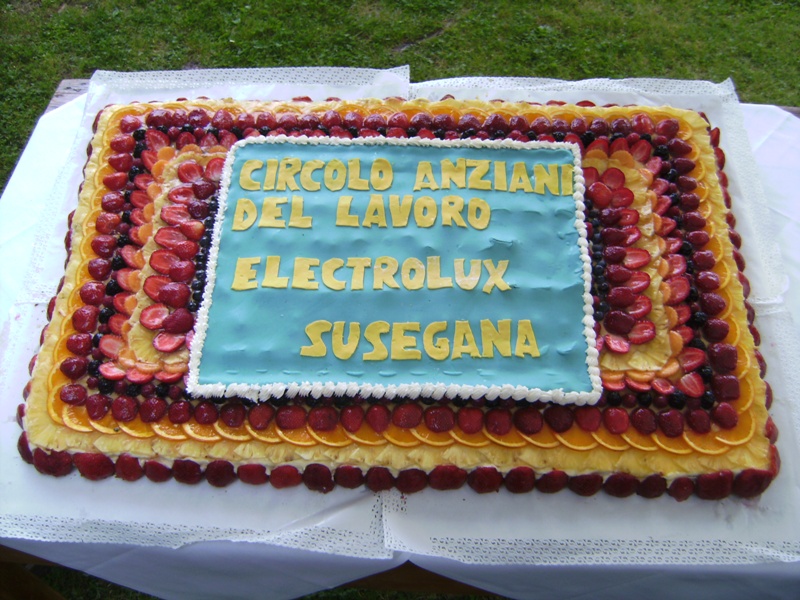 CIRCOLO ANZIANI
DEL LAVORO
ELECTROLUX
SUSEGANA